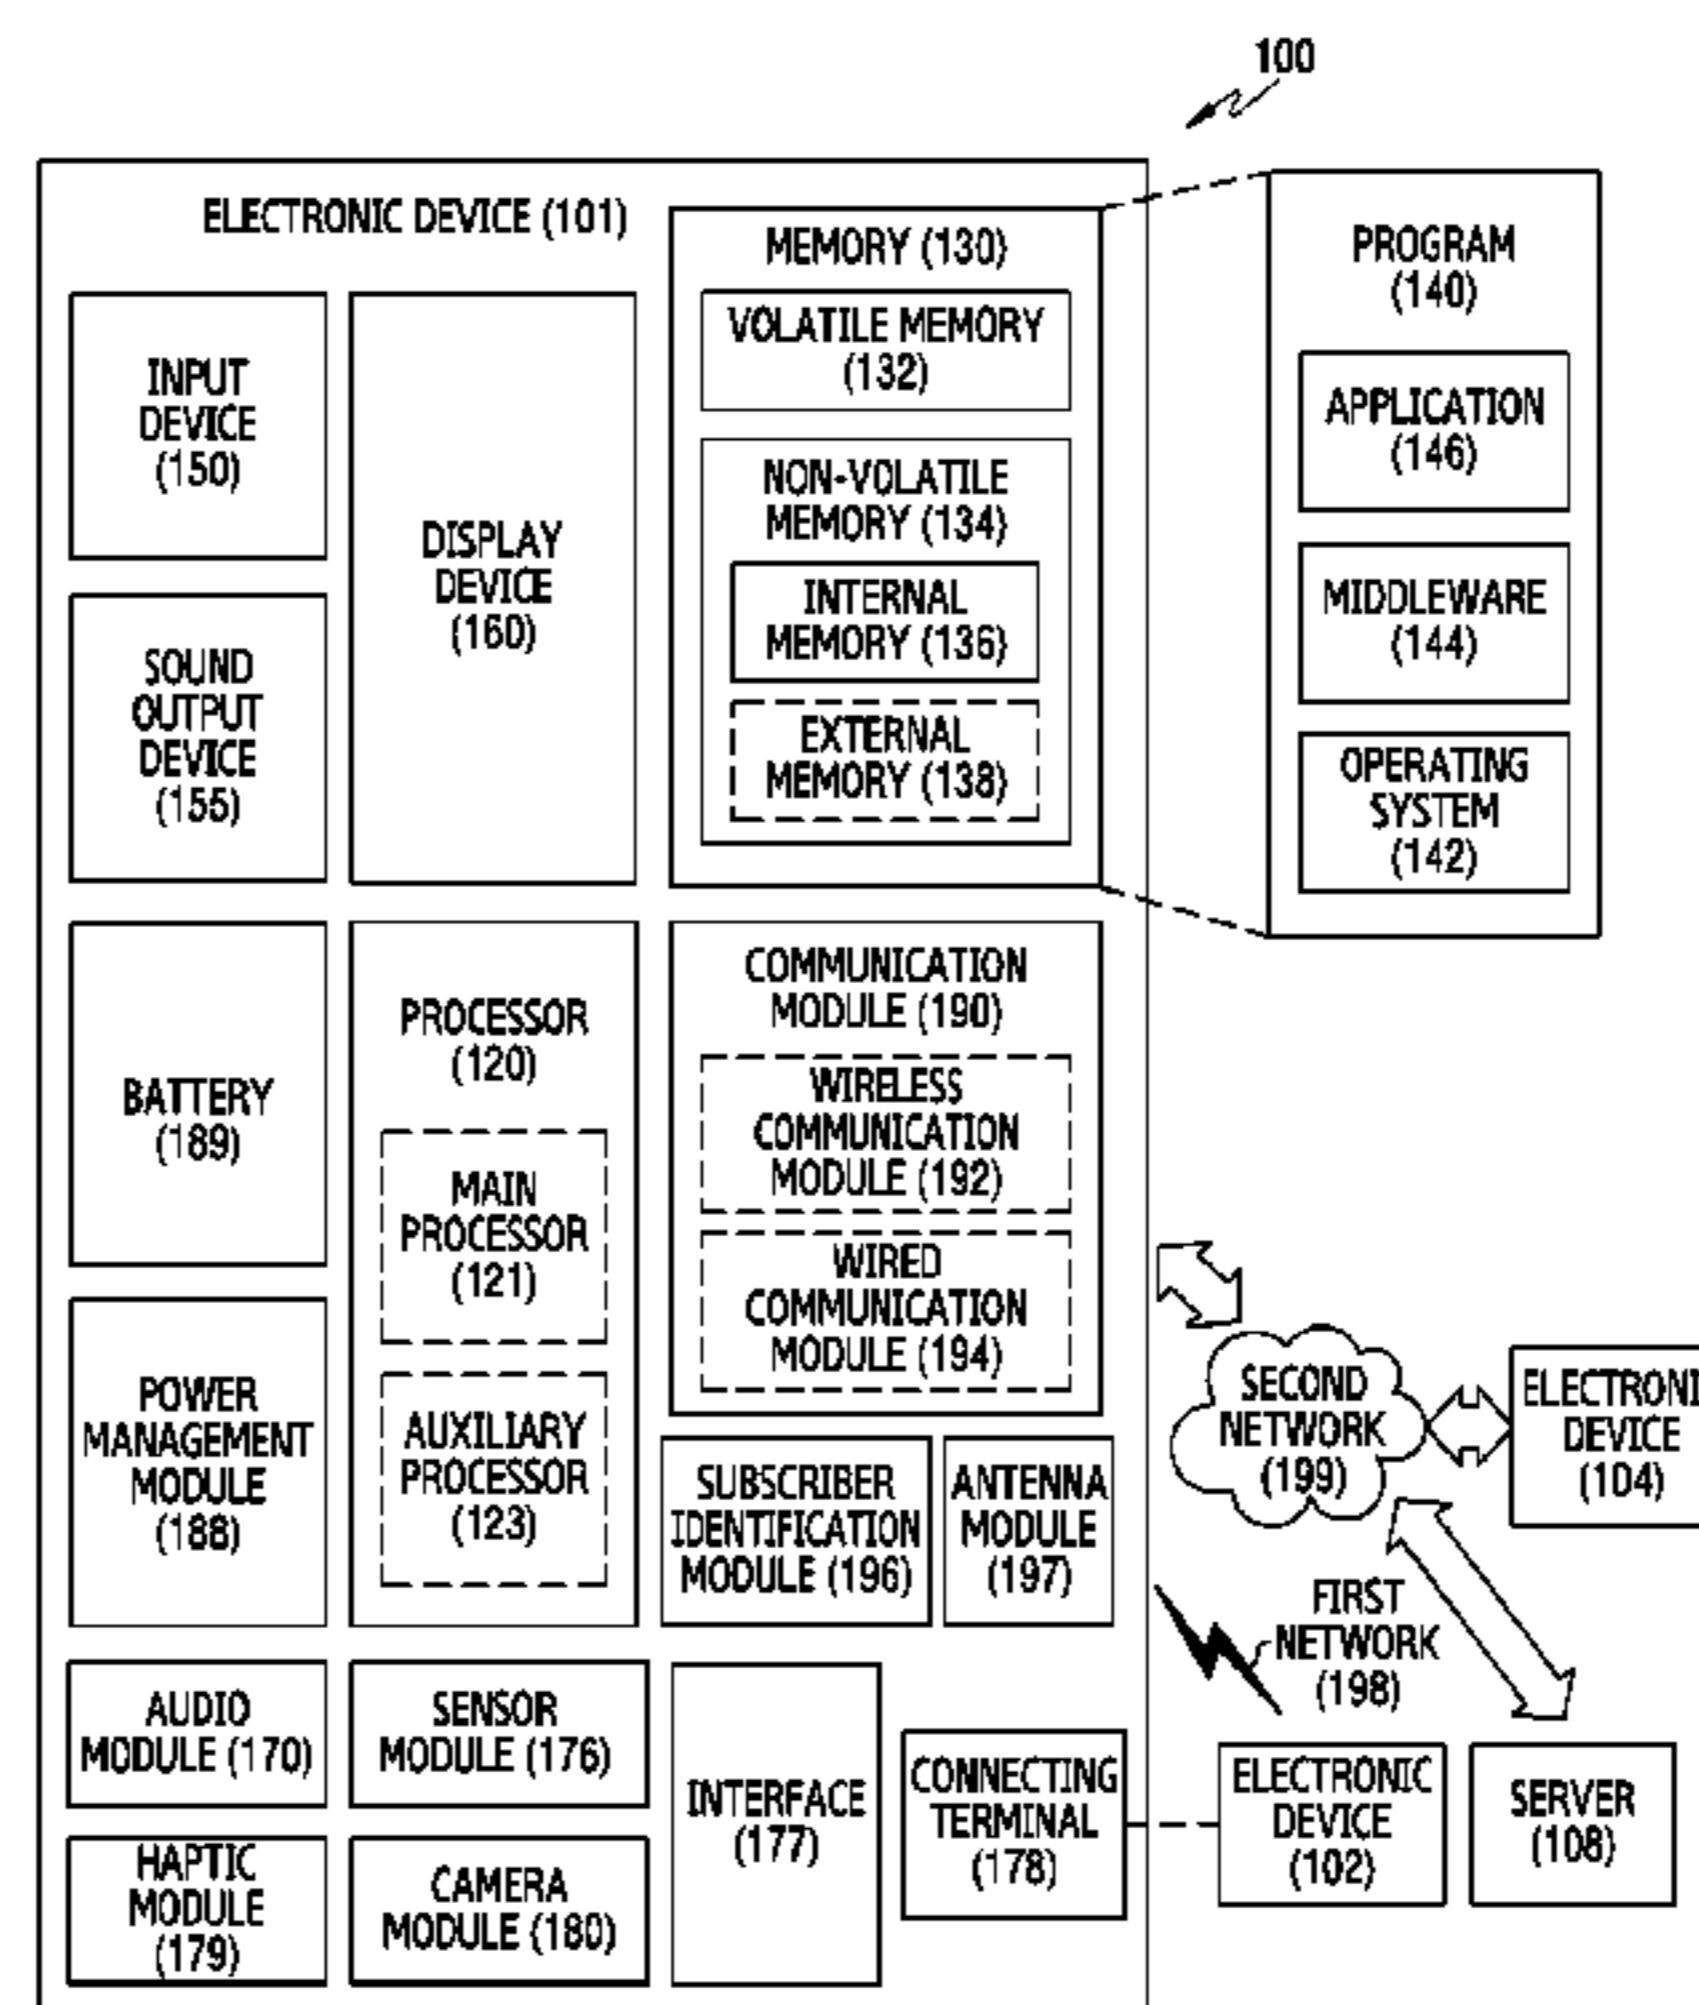 100
ELECTRONIC DEVICE (101)
INPUT
DEVICE
(150)
SOUND
OUTPUT
DEVICE
(155)
DISPLAY
DEVICE
(160)
MEMORY (130)
VOLATILE MEMORY
(132)
NON-VOLATILE
MEMORY (134)
INTERNAL
MEMORY (136)
EXTERNAL
MEMORY (138)
PROGRAM
(140)
APPLICATION
(146)
MIDDLEWARE
(144)
OPERATING
SYSTEM
(142)
BATTERY
(189)
POWER
MANAGEMENT
MODULE
(188)
PROCESSOR
(120)
MAIN
PROCESSOR
(121)
AUXILIARY
PROCESSOR
(123)
COMMUNICATION
MODULE (190)
WIRELESS
COMMUNICATION
MODULE (192)
WIRED
COMMUNICATION
MODULE (194)
SUBSCRIBER
IDENTIFICATION
MODULE (196)
ANTENNA
MODULE
(197)
SECOND
NETWORK
(199)
DEVICE
(104)
FIRST
NETWORK
(198)
AUDIO
MODULE (170)
SENSOR
MODULE (176)
HAPTIC
MODULE
(179)
CAMERA
MODULE (180)
INTERFACE
(177)
CONNECTING
TERMINAL
(178)
ELECTRONIC
DEVICE
(102)
SERVER
(108)